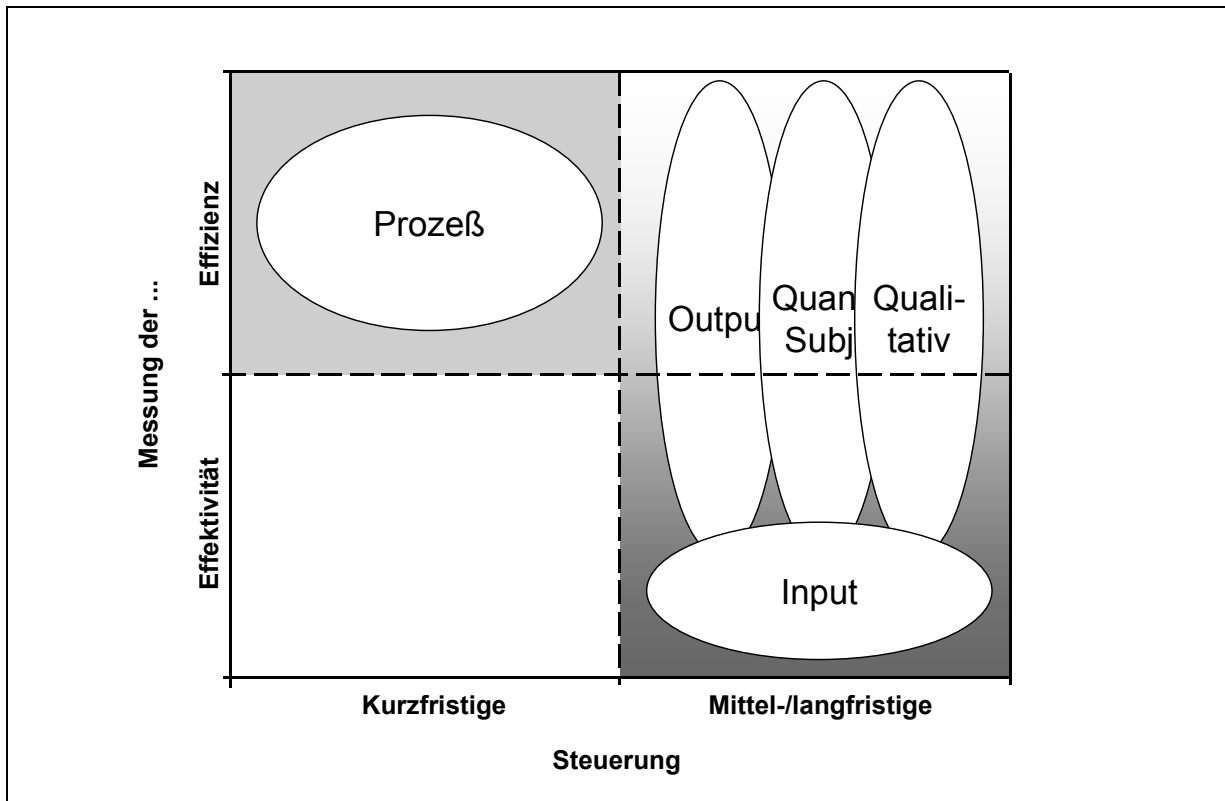 Messung der ...
Effizienz
Effektivität
Prozeß
Outpu
Quan
Subj
Quali-
tativ
Input
Kurzfristige
Mittel-/langfristige
Steuerung